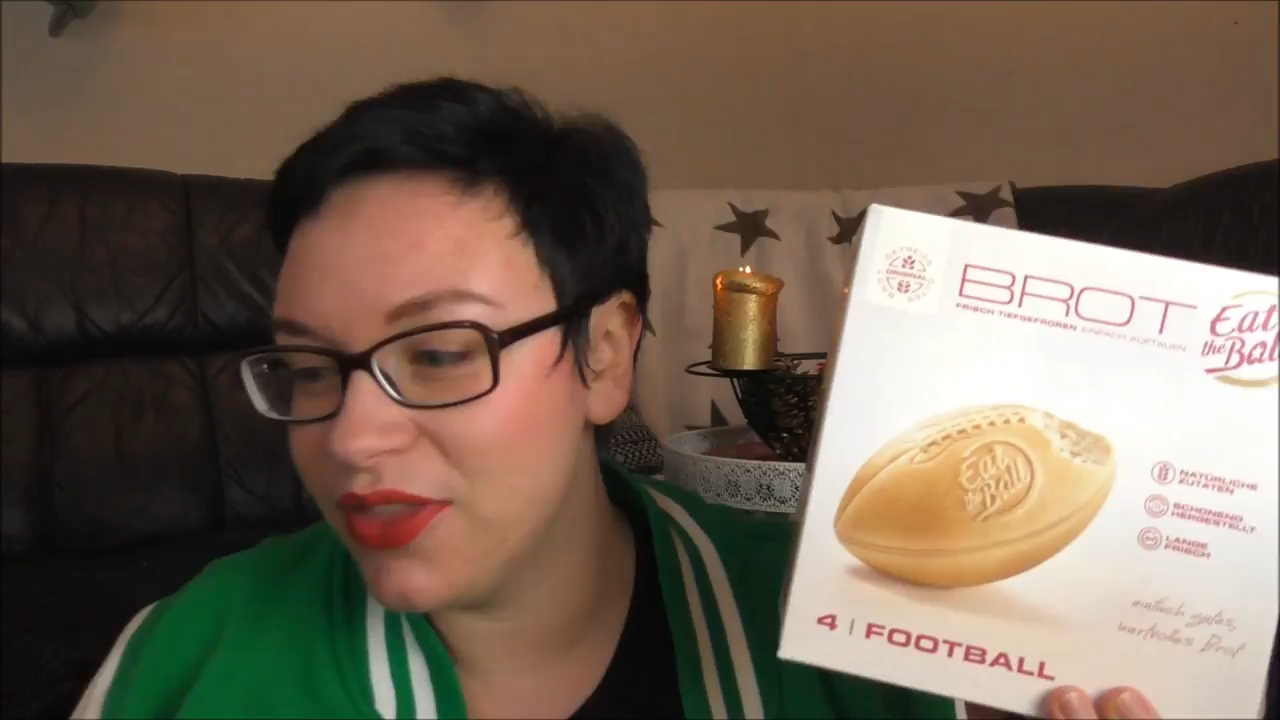 ORIGINAL
BROT
FRISCH TIEFGEFROREN EINFACH AUFTAUEN
Eat
the Ball
Eat
the Ball
NATÜRLICHE
ZUTATEN
SCHONEND
HERGESTELLT
LANGE
FRISCH
einfach gutes,
wertvolles Brot
4 | FOOTBALL